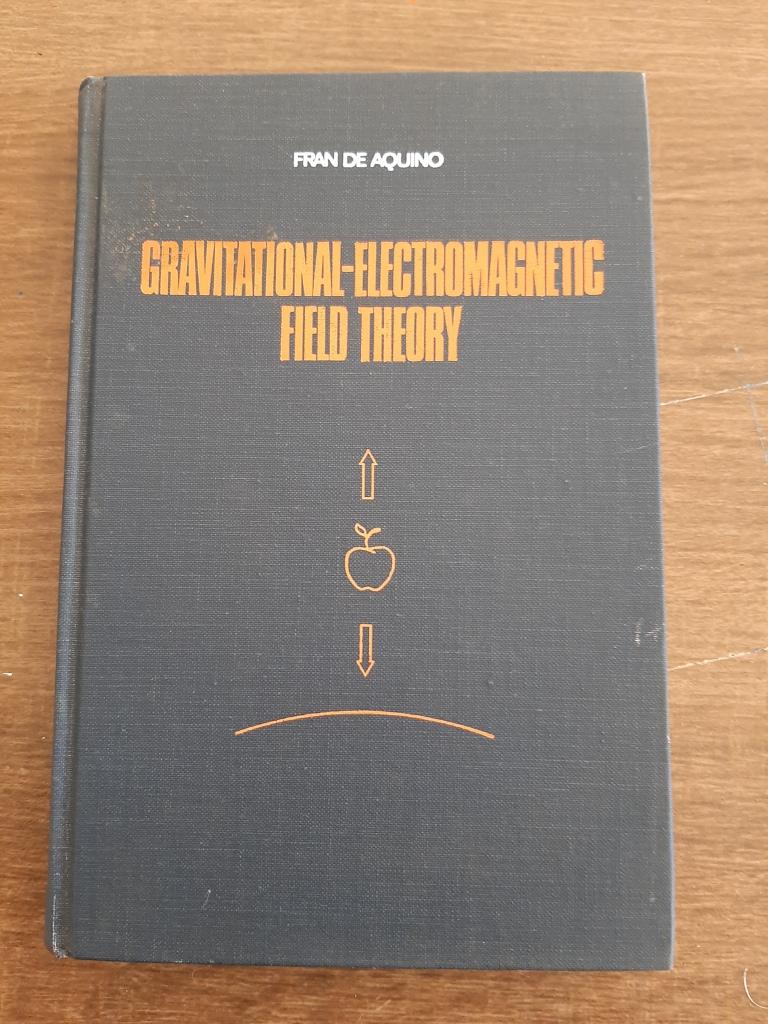 FRAN DE AQUINO
GRAVITATIONAL-ELECTROMAGNETIC
FIELD THEORY